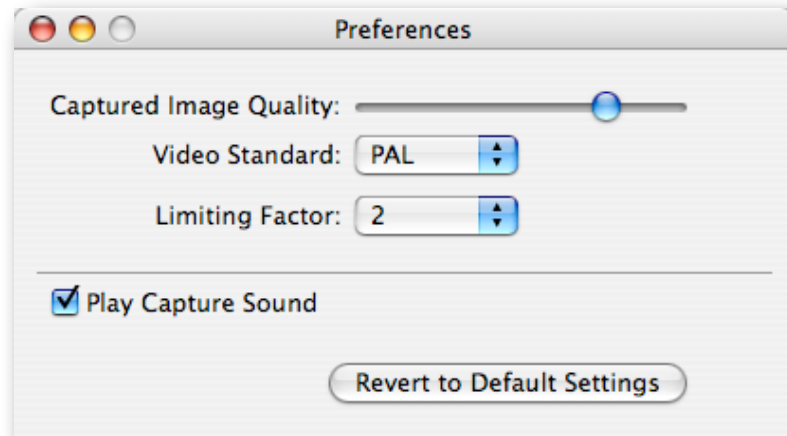 Preferences
Captured Image Quality:
Video Standard: PAL
Limiting Factor: 2
Play Capture Sound
Revert to Default Settings